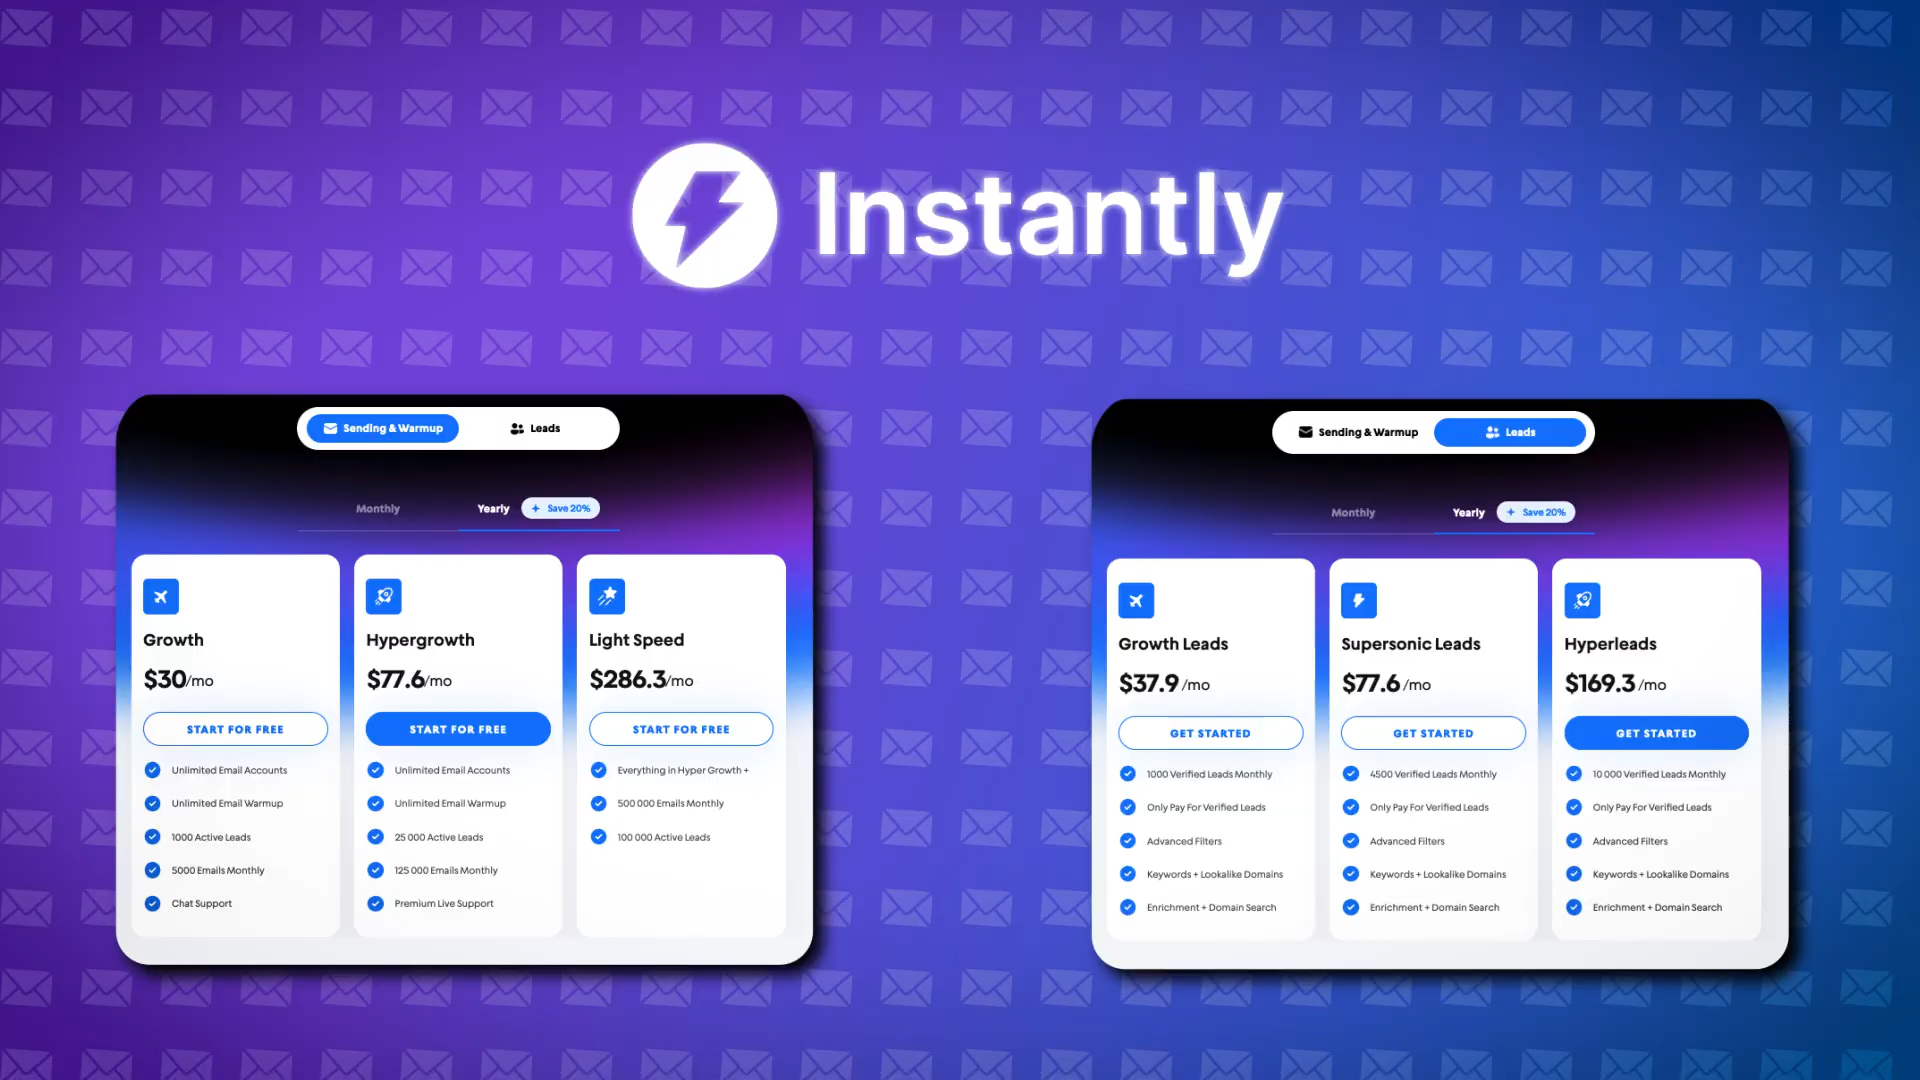 Instantly
Sending & Warmup
Leads
Monthly
Yearly
Save 20%
Growth
$30/mo
START FOR FREE
Unlimited Email Accounts
Unlimited Email Warmup
1000 Active Leads
5000 Emails Monthly
Chat Support
Hypergrowth
$77.6/mo
START FOR FREE
Unlimited Email Accounts
Unlimited Email Warmup
25 000 Active Leads
125 000 Emails Monthly
Premium Live Support
Light Speed
$286.3/mo
START FOR FREE
Everything in Hyper Growth +
500 000 Emails Monthly
100 000 Active Leads
Sending & Warmup
Leads
Monthly
Yearly
Save 20%
Growth Leads
$37.9 /mo
GET STARTED
1000 Verified Leads Monthly
Only Pay For Verified Leads
Advanced Filters
Keywords + Lookalike Domains
Enrichment + Domain Search
Supersonic Leads
$77.6 /mo
GET STARTED
4500 Verified Leads Monthly
Only Pay For Verified Leads
Advanced Filters
Keywords + Lookalike Domains
Enrichment + Domain Search
Hyperleads
$169.3 /mo
GET STARTED
10 000 Verified Leads Monthly
Only Pay For Verified Leads
Advanced Filters
Keywords + Lookalike Domains
Enrichment + Domain Search